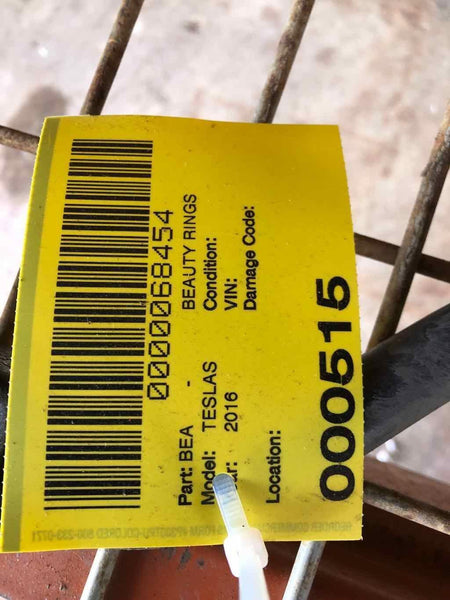 0000068454
Part: BEA - BEAUTY RINGS
Model: TESLAS Condition:
2016 VIN:
Damage Code:
Location:
000515